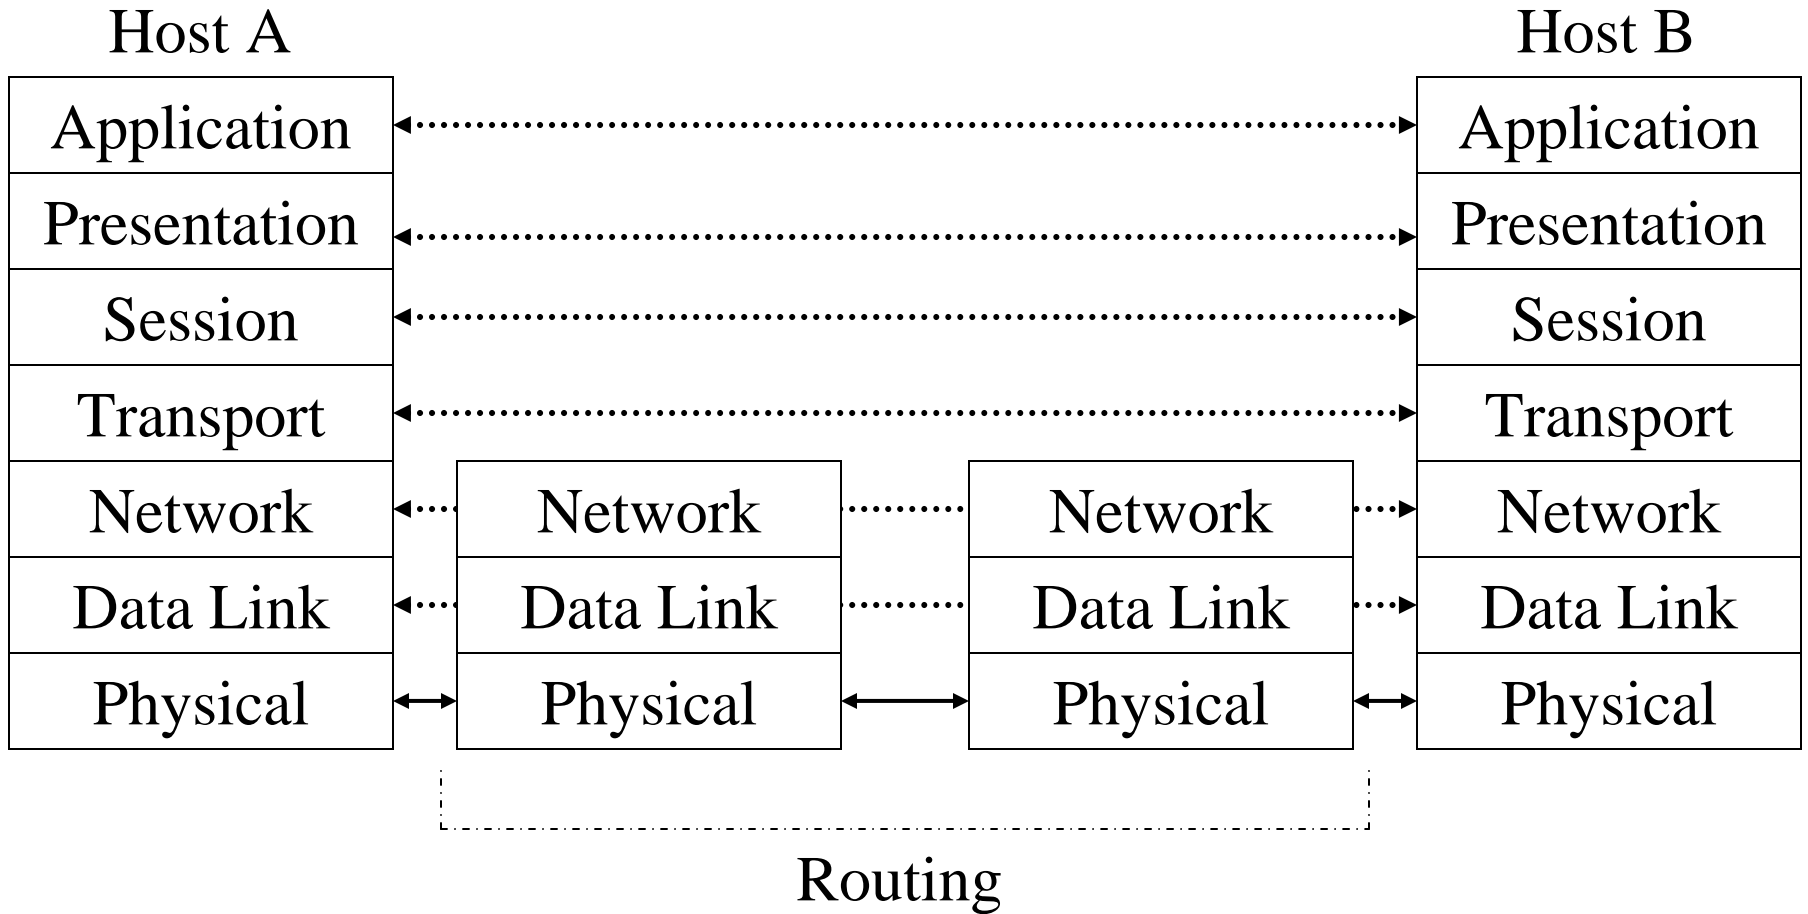 Host A
Host B
Application
Application
Presentation
Presentation
Session
Session
Transport
Transport
Network
Network
Network
Network
Data Link
Data Link
Data Link
Data Link
Physical
Physical
Physical
Physical
Routing